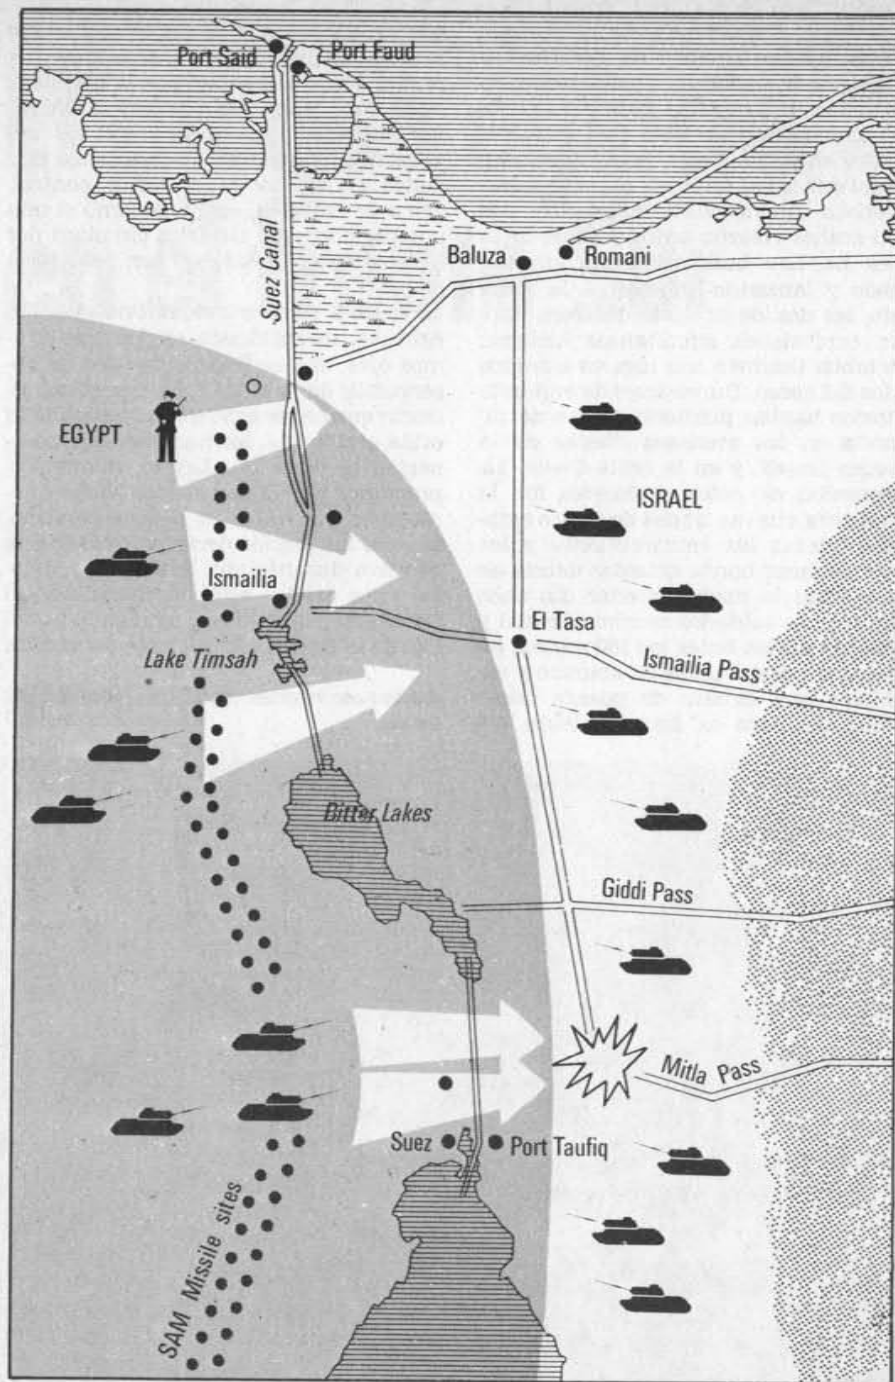 Port Said
Port Faud
Suez Canal
Baluza
Romani
EGYPT
ISRAEL
Ismailia
El Tasa
Lake Timsah
Ismailia Pass
Bitter Lakes
Giddi Pass
Mitla Pass
Suez
Port Taufiq
SAM Missile sites